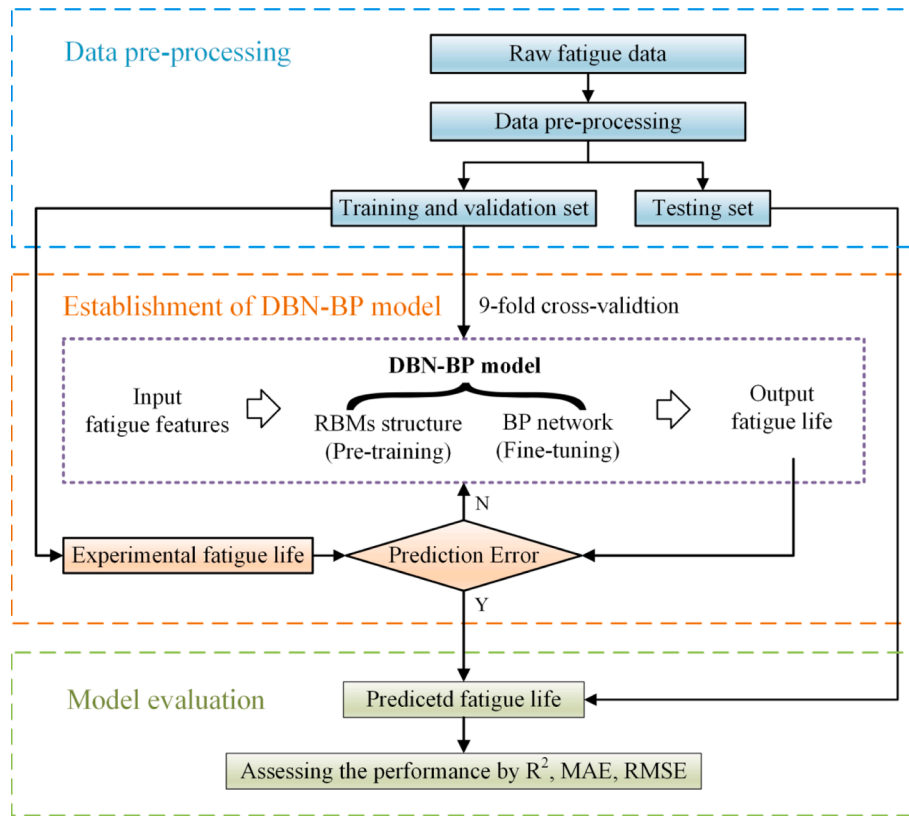 Data pre-processing
Raw fatigue data
Data pre-processing
Training and validation set
Testing set
Establishment of DBN-BP model
9-fold cross-validtion
DBN-BP model
Input
fatigue features
RBMs structure
(Pre-training)
BP network
(Fine-tuning)
Output
fatigue life
N
Experimental fatigue life
Prediction Error
Y
Model evaluation
Predicetd fatigue life
Assessing the performance by R², MAE, RMSE